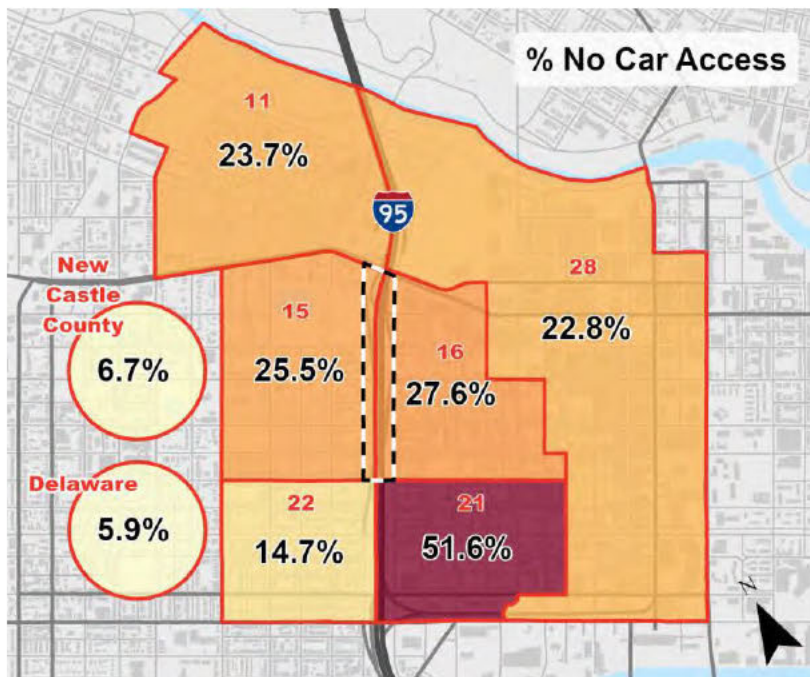 % No Car Access
11
23.7%
95
28
22.8%
New
Castle
County
6.7%
15
25.5%
16
27.6%
Delaware
5.9%
22
14.7%
21
51.6%
N